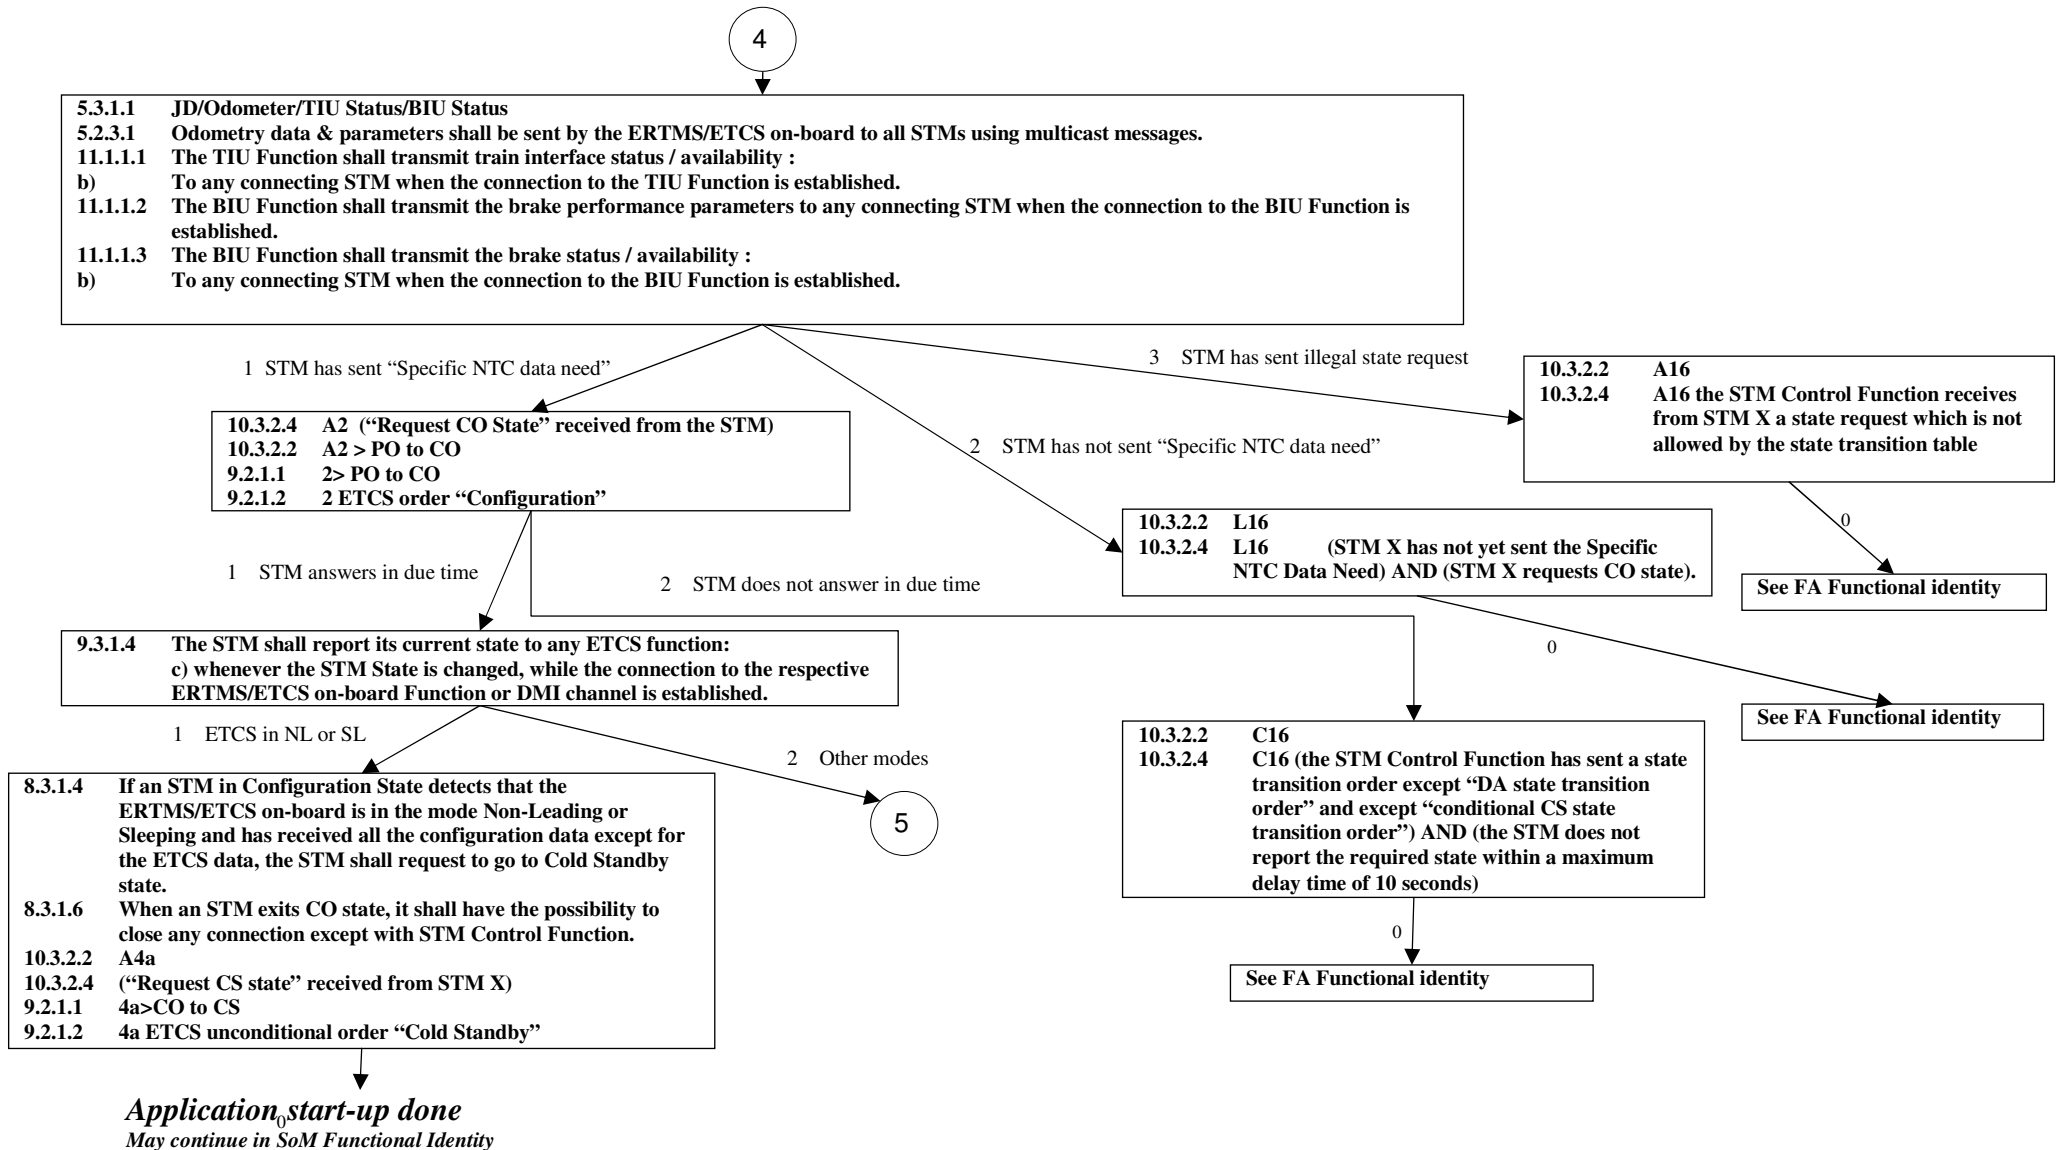 4
5.3.1.1 JD/Odometer/TIU Status/BIU Status
5.2.3.1 Odometry data & parameters shall be sent by the ERTMS/ETCS on-board to all STMs using multicast messages.
11.1.1.1 The TIU Function shall transmit train interface status / availability :
b) To any connecting STM when the connection to the TIU Function is established.
11.1.1.2 The BIU Function shall transmit the brake performance parameters to any connecting STM when the connection to the BIU Function is
established.
11.1.1.3 The BIU Function shall transmit the brake status / availability :
b) To any connecting STM when the connection to the BIU Function is established.
1 STM has sent “Specific NTC data need”
3 STM has sent illegal state request
2 STM has not sent “Specific NTC data need”
10.3.2.2 A16
10.3.2.4 A16 the STM Control Function receives
from STM X a state request which is not
allowed by the state transition table
0
See FA Functional identity
10.3.2.4 A2 (“Request CO State” received from the STM)
10.3.2.2 A2 > PO to CO
9.2.1.1 2> PO to CO
9.2.1.2 2 ETCS order “Configuration”
10.3.2.2 L16
10.3.2.4 L16 (STM X has not yet sent the Specific
NTC Data Need) AND (STM X requests CO state).
0
See FA Functional identity
1 STM answers in due time
2 STM does not answer in due time
9.3.1.4 The STM shall report its current state to any ETCS function:
c) whenever the STM State is changed, while the connection to the respective
ERTMS/ETCS on-board Function or DMI channel is established.
1 ETCS in NL or SL
2 Other modes
5
10.3.2.2 C16
10.3.2.4 C16 (the STM Control Function has sent a state
transition order except “DA state transition
order” and except “conditional CS state
transition order”) AND (the STM does not
report the required state within a maximum
delay time of 10 seconds)
0
See FA Functional identity
8.3.1.4 If an STM in Configuration State detects that the
ERTMS/ETCS on-board is in the mode Non-Leading or
Sleeping and has received all the configuration data except for
the ETCS data, the STM shall request to go to Cold Standby
state.
8.3.1.6 When an STM exits CO state, it shall have the possibility to
close any connection except with STM Control Function.
10.3.2.2 A4a
10.3.2.4 (“Request CS state” received from STM X)
9.2.1.1 4a>CO to CS
9.2.1.2 4a ETCS unconditional order “Cold Standby”
Application start-up done
0
May continue in SoM Functional Identity